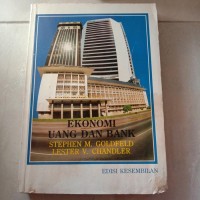 EKONOMI
UANG DAN BANK
STEPHEN M. GOLDFELD
LESTER V. CHANDLER
EDISI KESEMBILAN